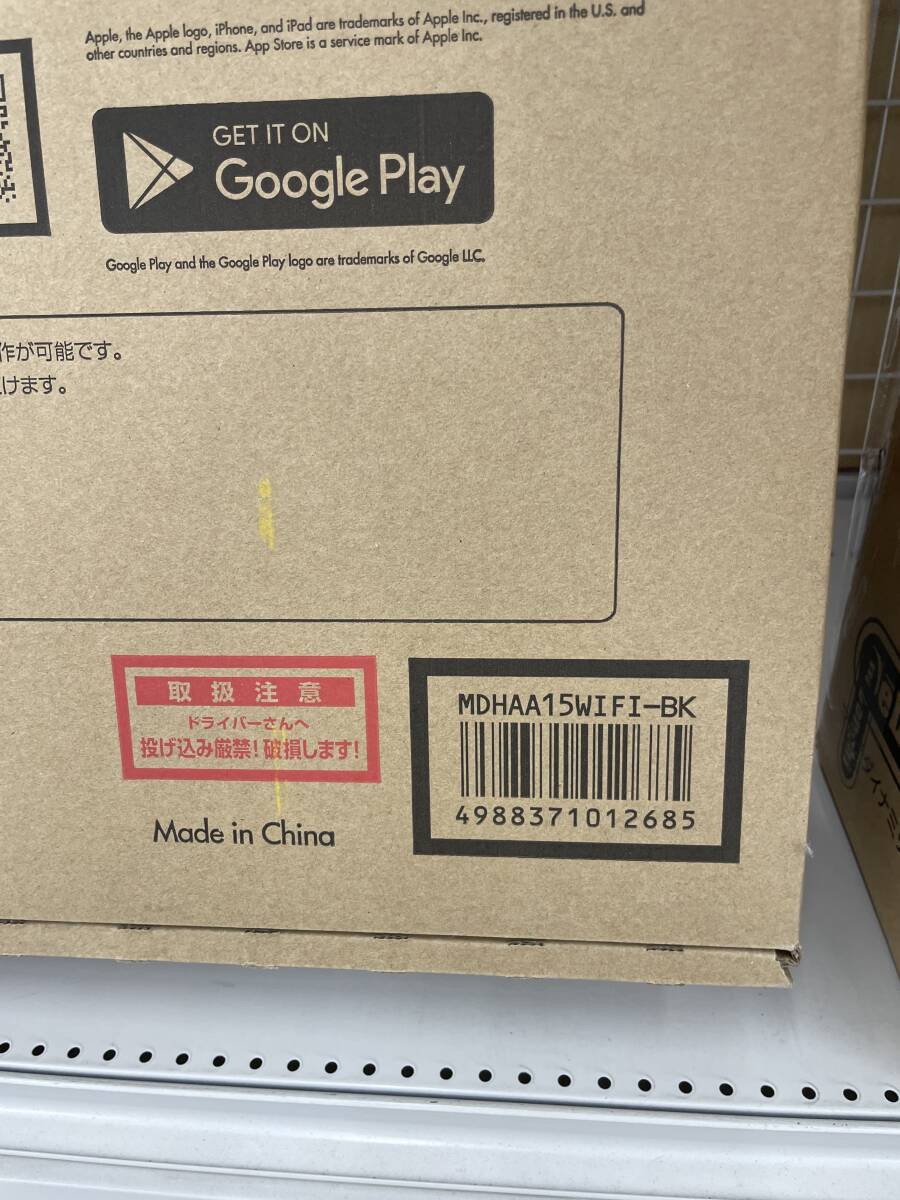 Apple, the Apple logo, iPhone, and iPad are trademarks of Apple Inc., registered in the U.S. and
other countries and regions. App Store is a service mark of Apple Inc.
GET IT ON
Google Play
Google Play and the Google Play logo are trademarks of Google LLC.
作が可能です。
けます。
取扱注意
ドライバーさんへ
投げ込み厳禁!破損します!
Made in China
MDHAA15WIFI-BK
4988371012685